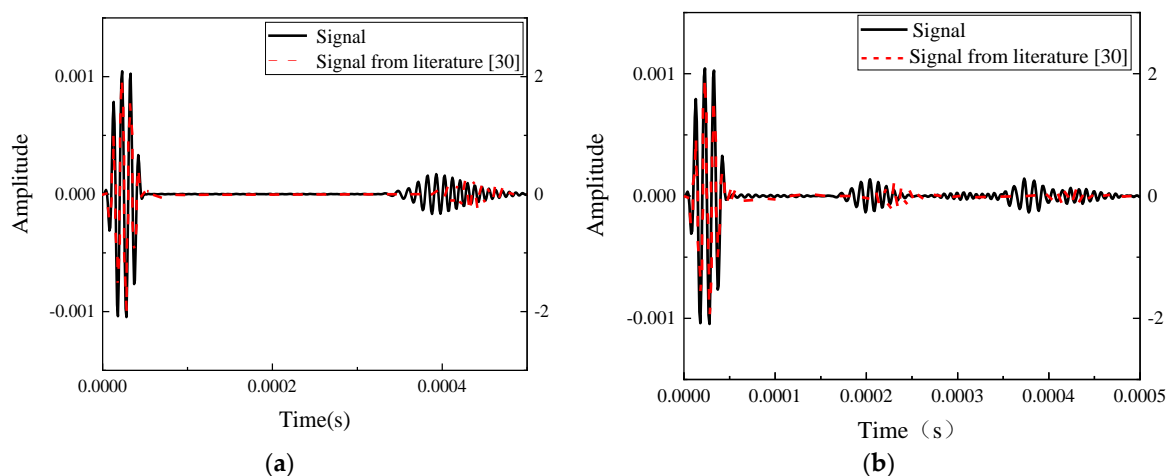 Signal
Signal from literature [30]
0.001
0.000
-0.001
2
0
-2
Amplitude
0.0000
0.0002
0.0004
Time(s)
(a)
Signal
Signal from literature [30]
0.001
0.000
-0.001
2
0
-2
Amplitude
0.0000
0.0001
0.0002
0.0003
0.0004
0.0005
Time（s）
(b)